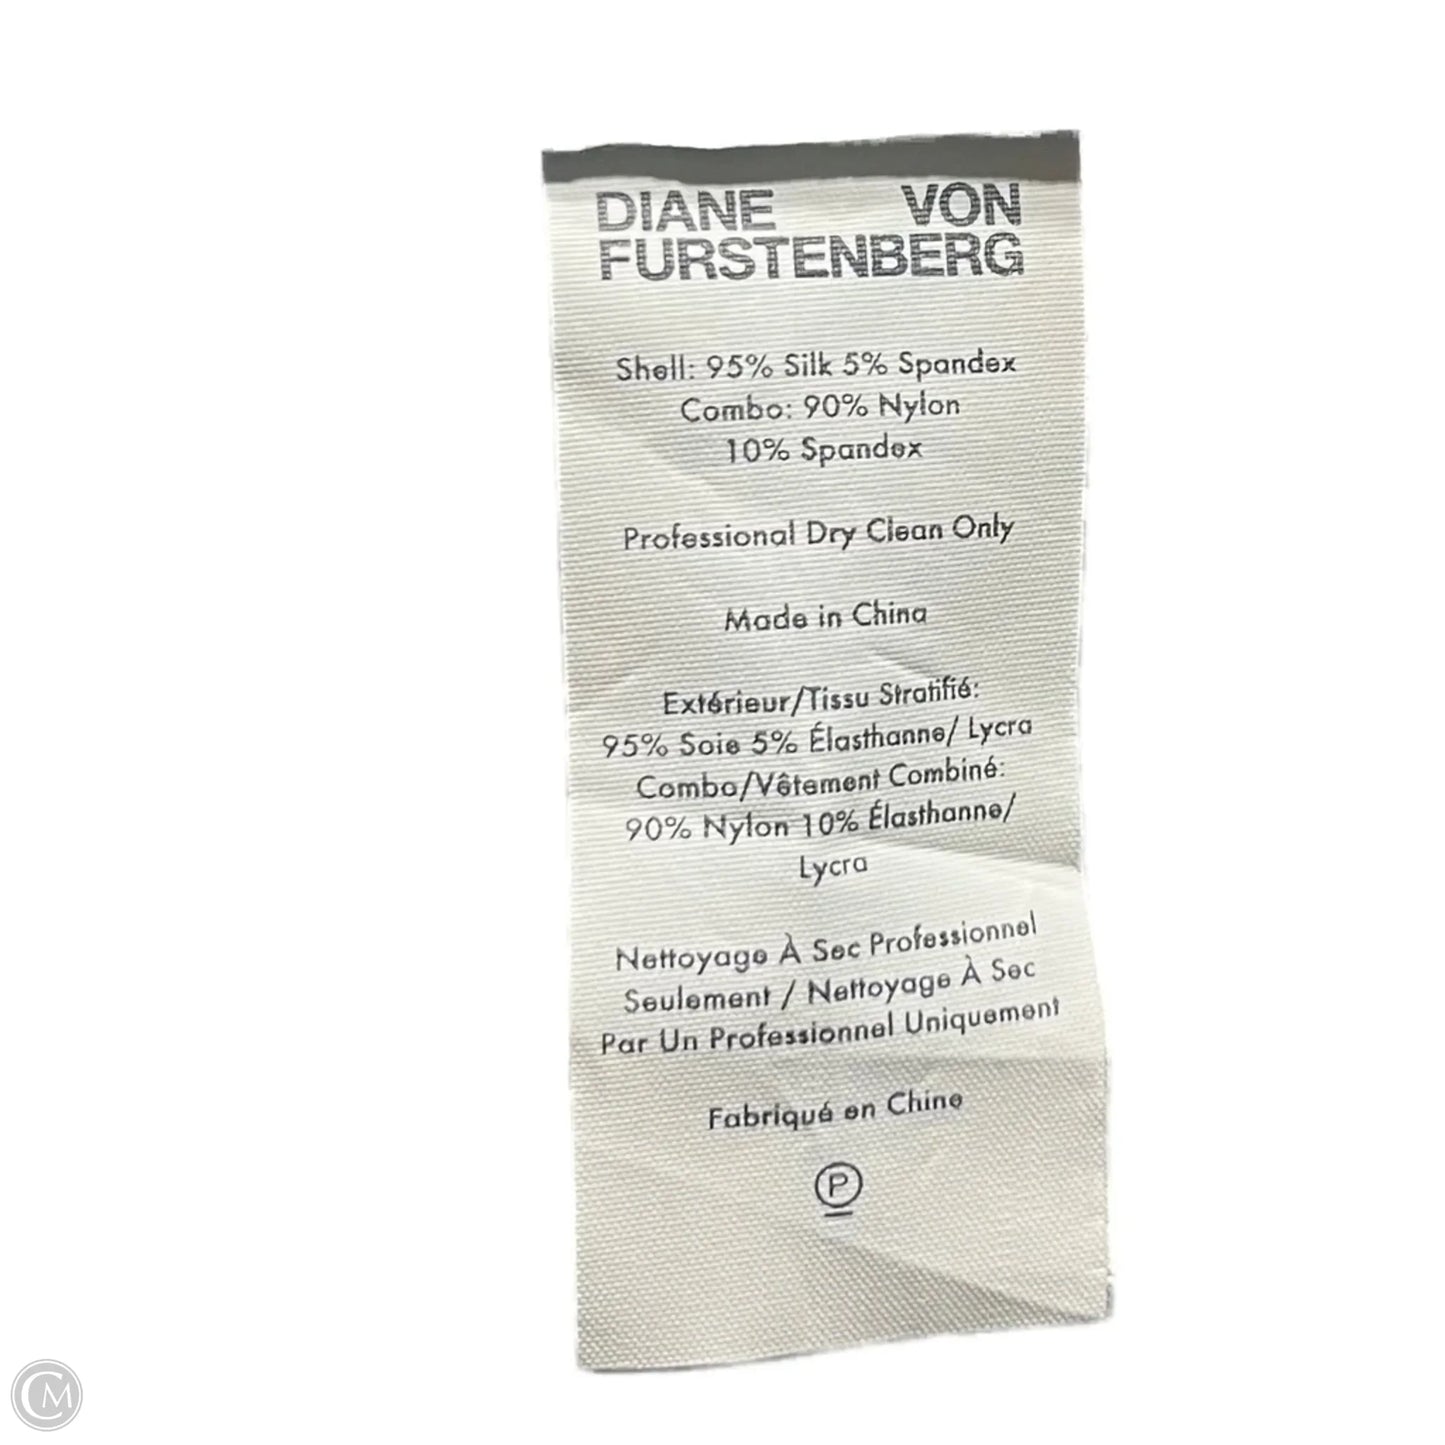 DIANE VON
FURSTENBERG
Shell: 95% Silk 5% Spandex
Combo: 90% Nylon
10% Spandex
Professional Dry Clean Only
Made in China
Extérieur/Tissu Stratifié:
95% Soie 5% Élasthanne/ Lycra
Combo/Vêtement Combiné:
90% Nylon 10% Élasthanne/
Lycra
Nettoyage À Sec Professionnel
Seulement / Nettoyage À Sec
Par Un Professionnel Uniquement
Fabriqué en Chine
P
CM